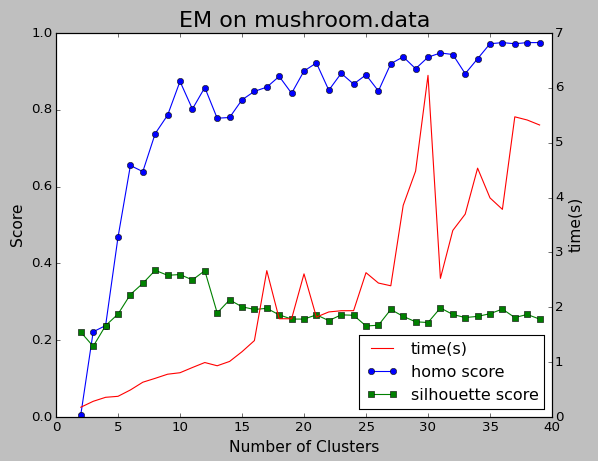 EM on mushroom.data
1.0
0.8
0.6
0.4
0.2
0.0
Score
7
6
5
4
3
2
1
0
time(s)
0 5 10 15 20 25 30 35 40
Number of Clusters
time(s)
homo score
silhouette score